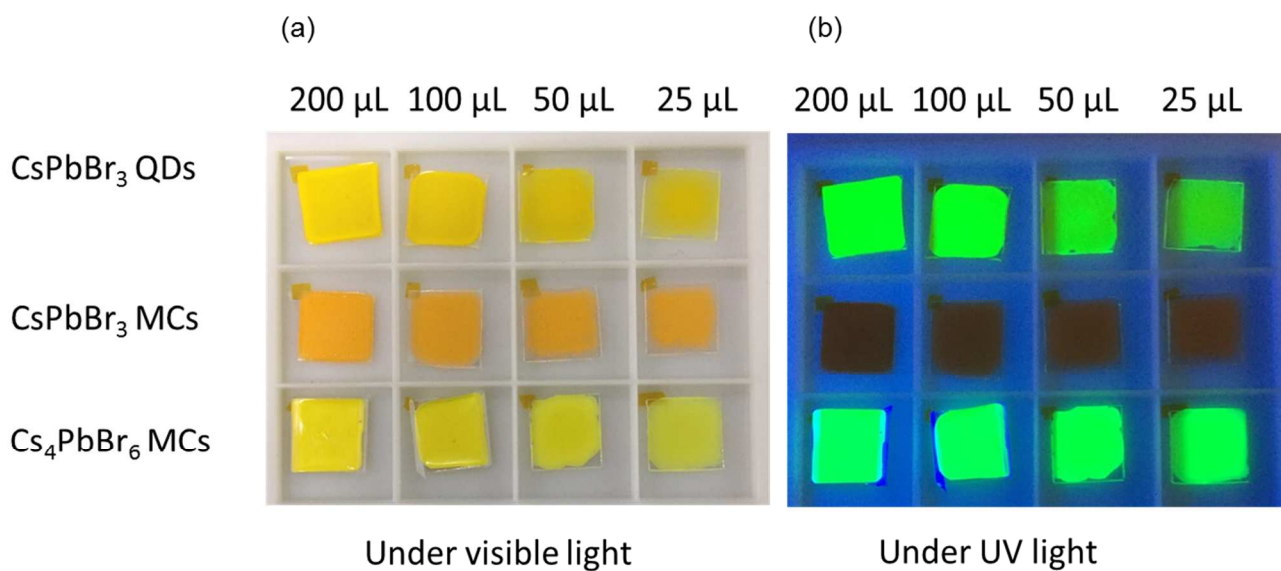 (a) (b)
200 µL 100 µL 50 µL 25 µL 200 µL 100 µL 50 µL 25 µL
CsPbBr₃ QDs
CsPbBr₃ MCs
Cs₄PbBr₆ MCs
Under visible light Under UV light